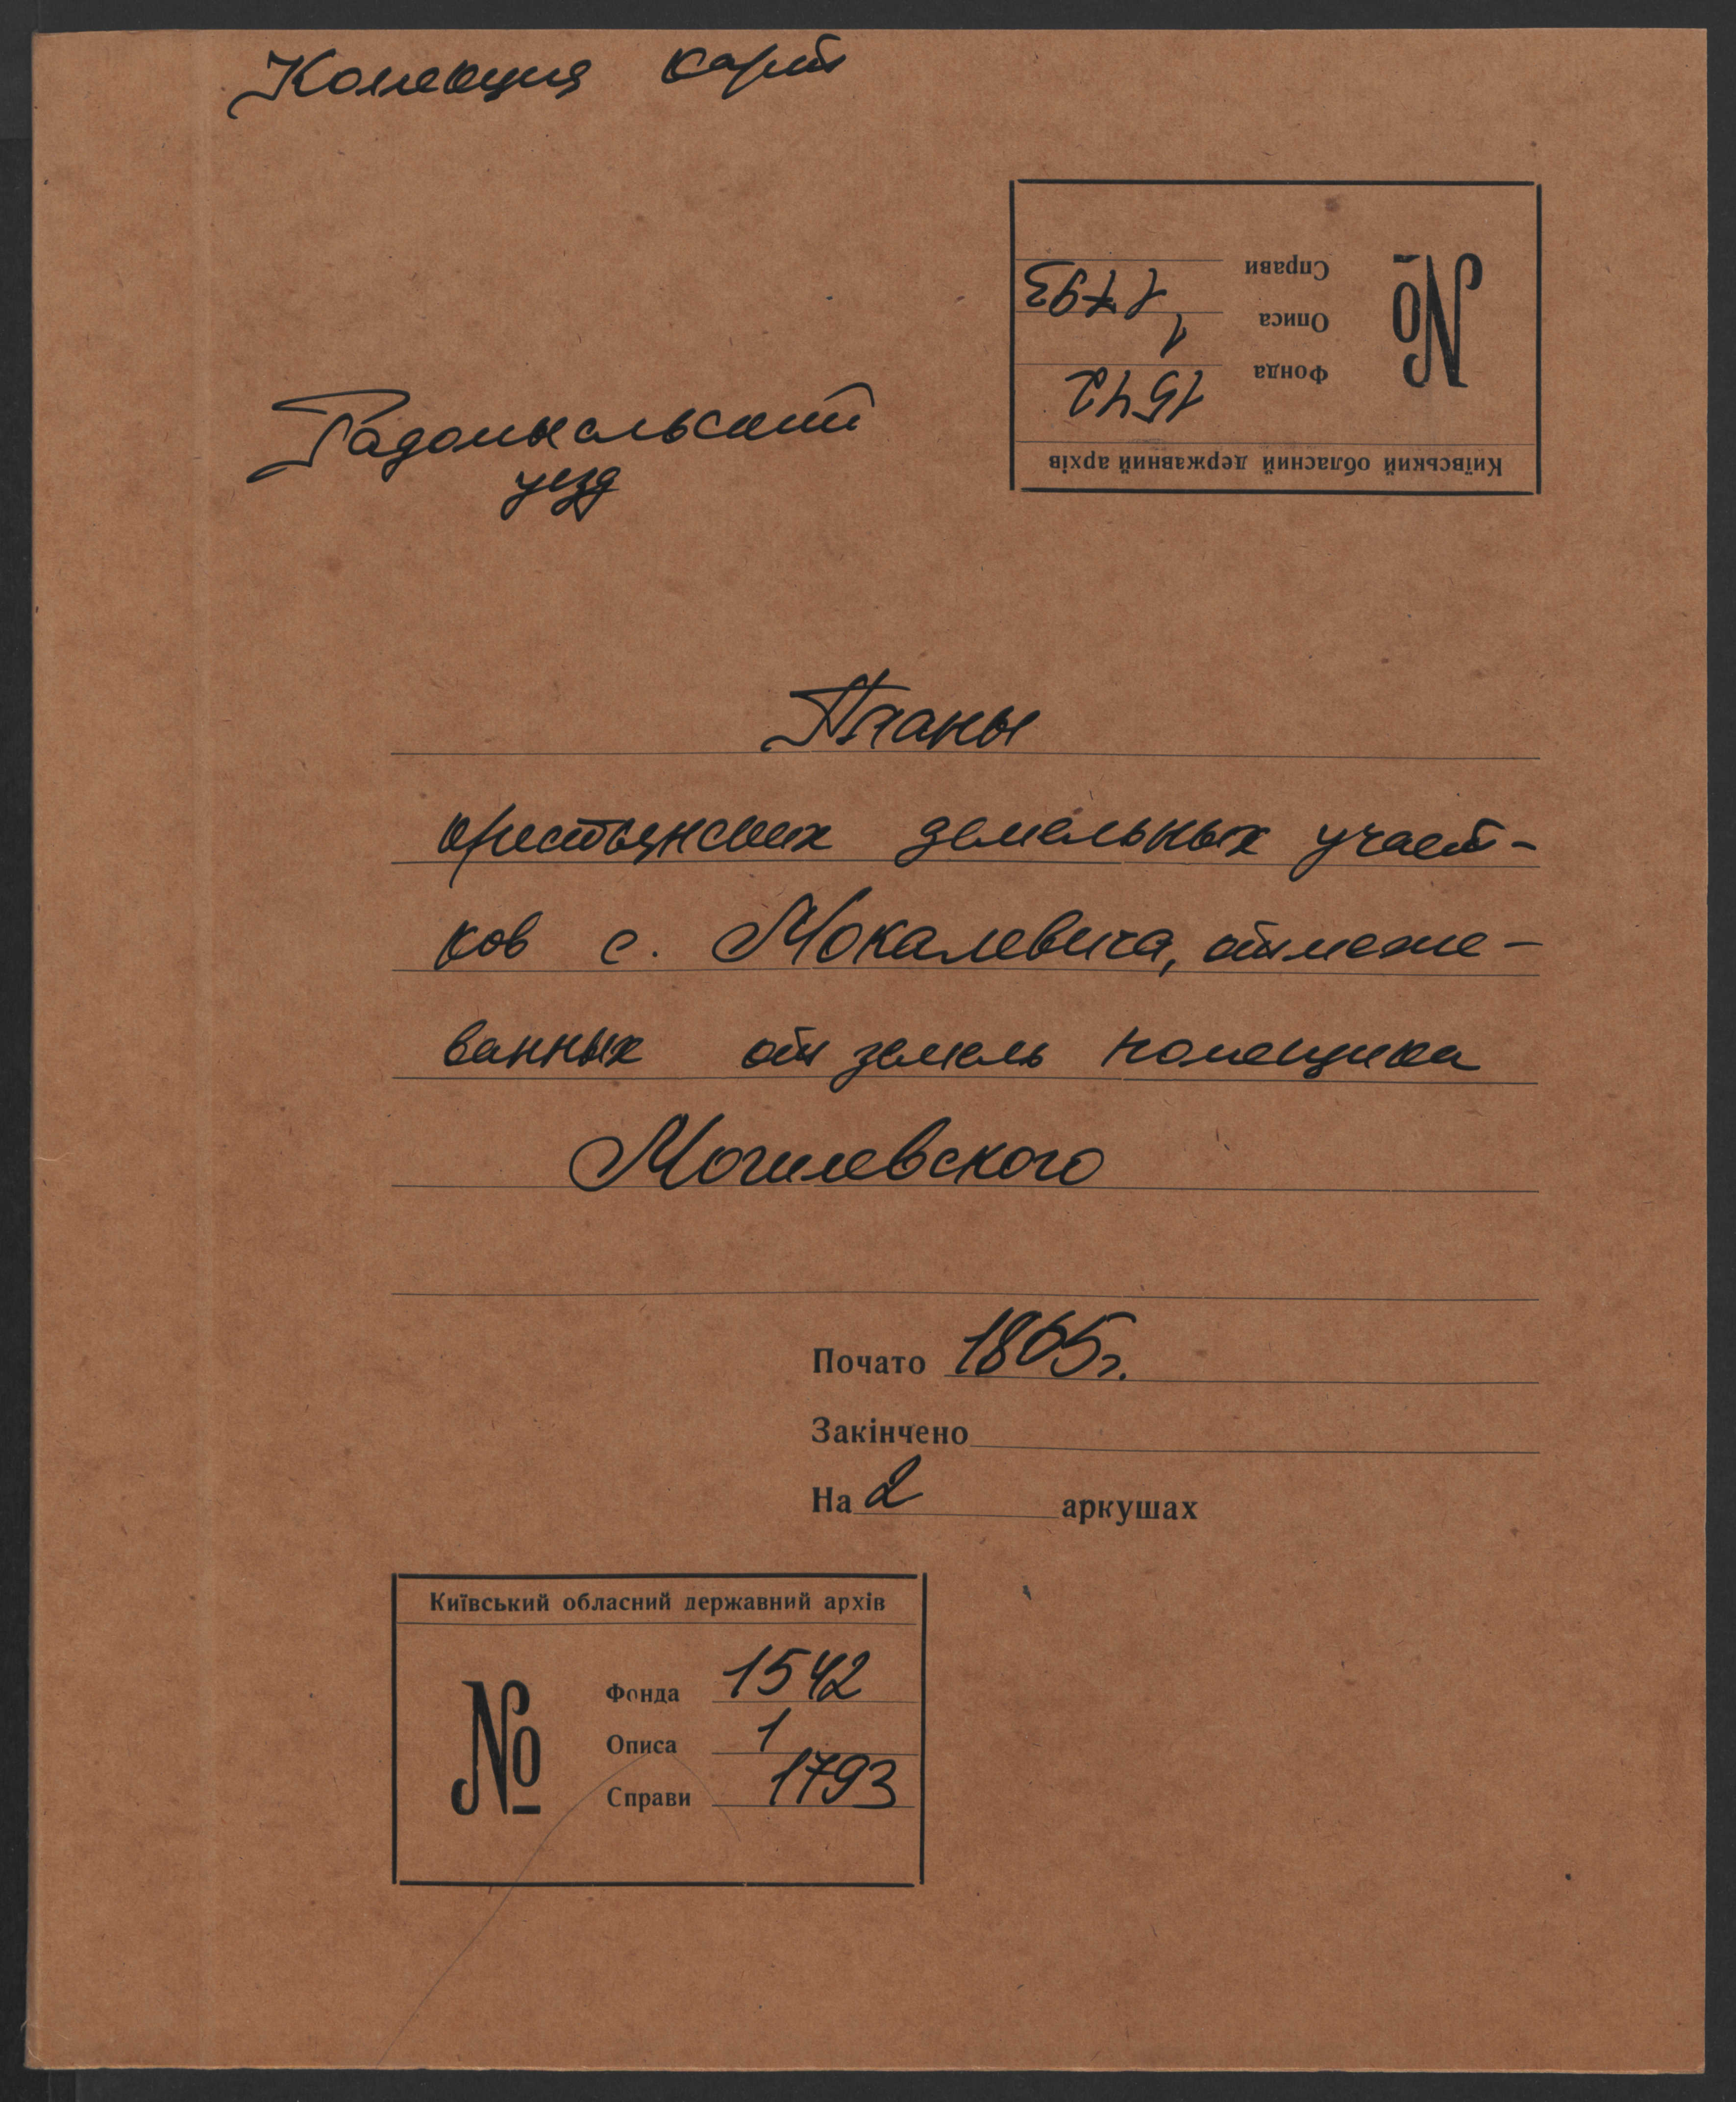 Колекция карт
Справи 1793
Описа 1
Фонда 1542
№
Київський обласний державний архів
Радомысльский
уезд
Планы
крестьянских земельных участ-
ков с. Мокалевича, отмеже-
ванных от земель помещика
Могилевского
Почато 1865г.
Закінчено
На 2 аркушах
Київський обласний державний архів
№
Фонда 1542
Описа 1
Справи 1793